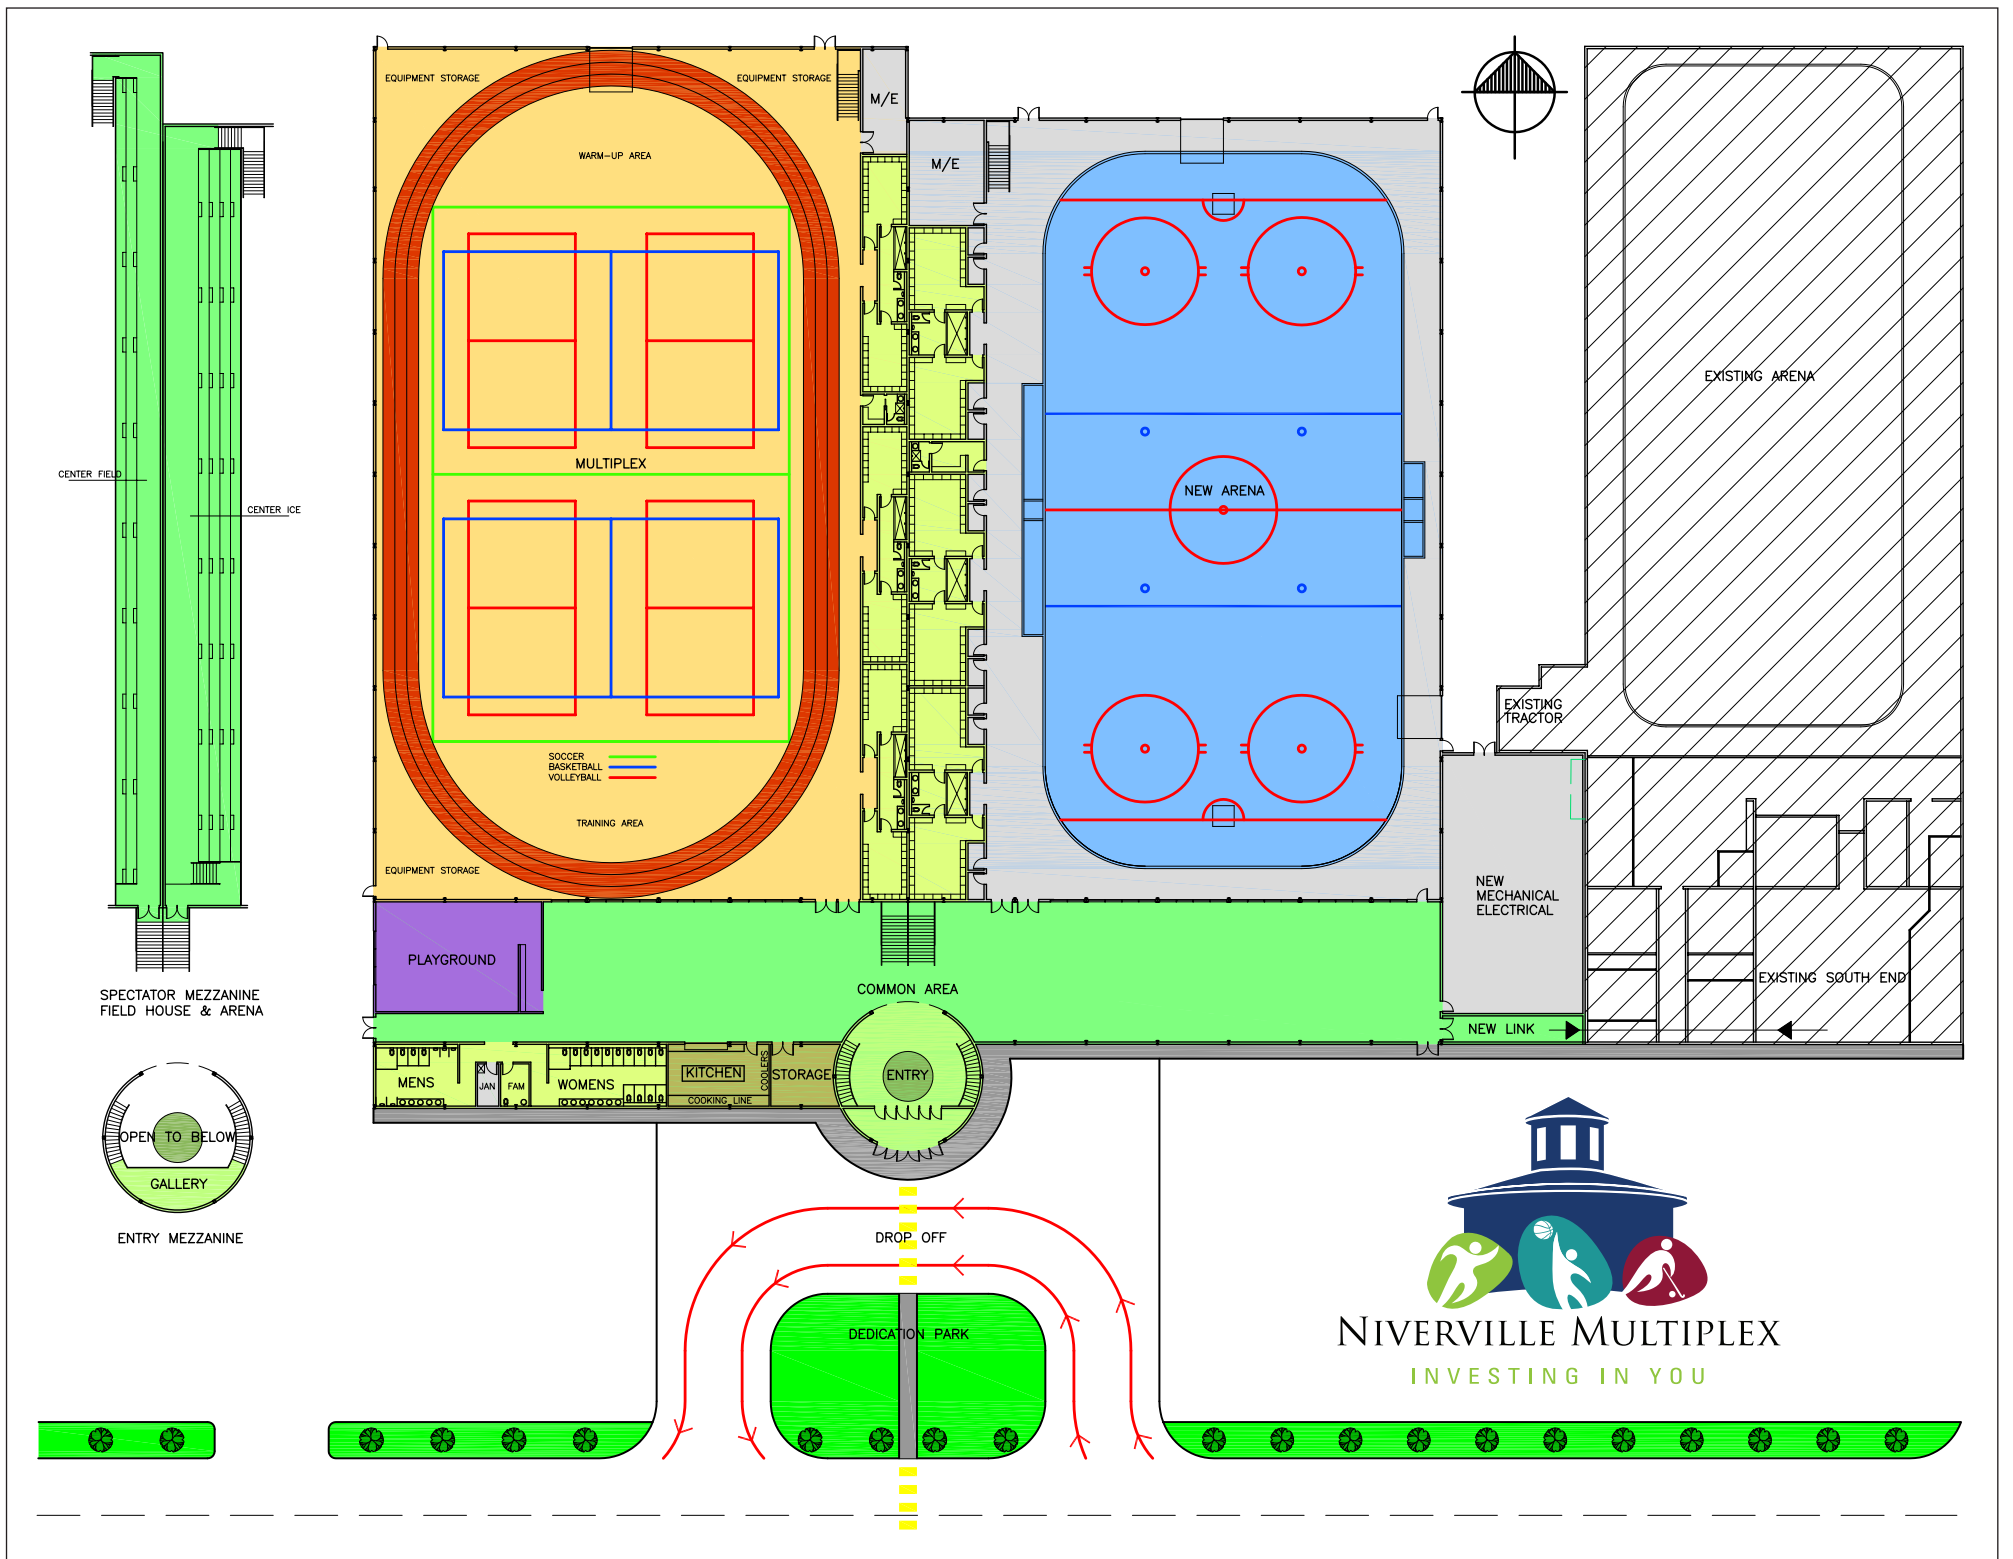 EQUIPMENT STORAGE
EQUIPMENT STORAGE
M/E
WARM-UP AREA
M/E
EXISTING ARENA
MULTIPLEX
CENTER FIELD
NEW ARENA
CENTER ICE
EXISTING
TRACTOR
SOCCER
BASKETBALL
VOLLEYBALL
TRAINING AREA
EQUIPMENT STORAGE
NEW
MECHANICAL
ELECTRICAL
PLAYGROUND
EXISTING SOUTH END
COMMON AREA
SPECTATOR MEZZANINE
FIELD HOUSE & ARENA
NEW LINK
MENS
JAN
FAM
WOMENS
KITCHEN
COOLERS
STORAGE
ENTRY
COOKING LINE
OPEN TO BELOW
GALLERY
ENTRY MEZZANINE
DROP OFF
DEDICATION PARK
NIVERVILLE MULTIPLEX
INVESTING IN YOU